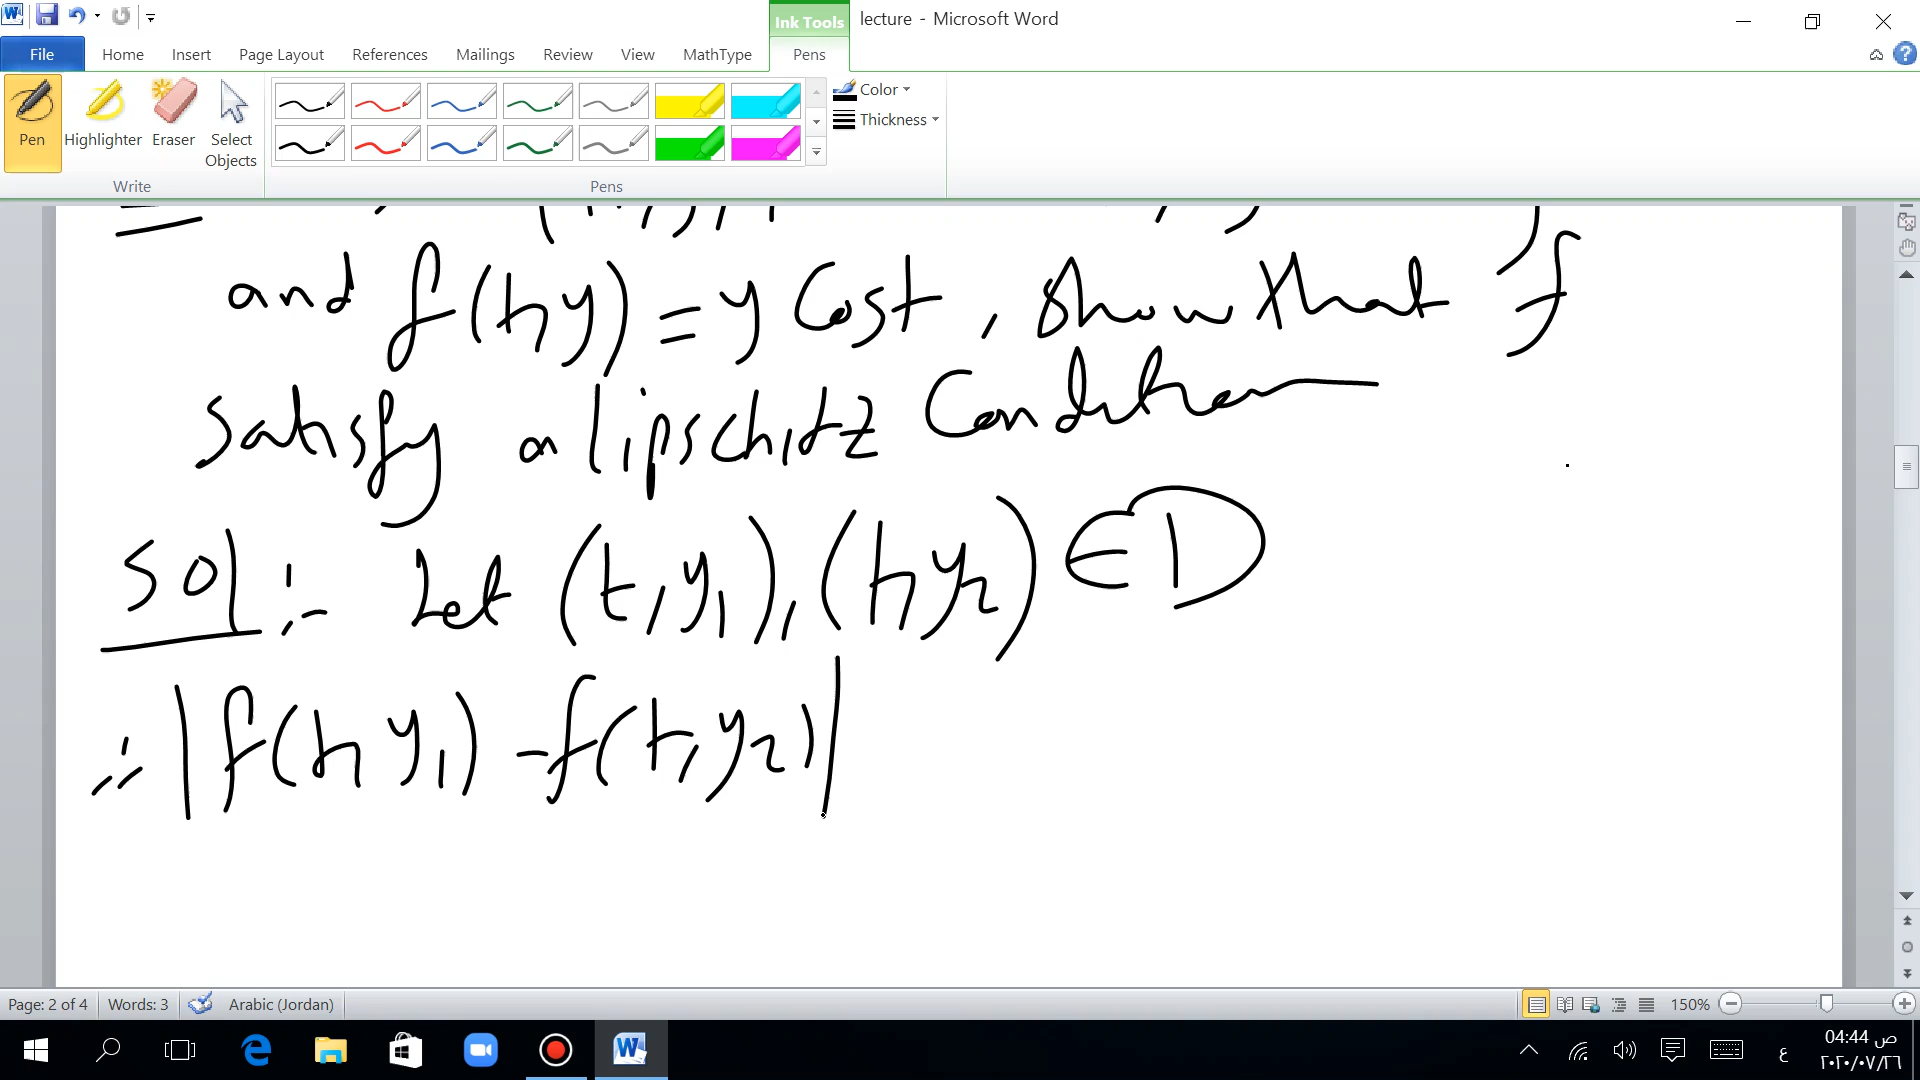 lecture - Microsoft Word
Ink Tools
File Home Insert Page Layout References Mailings Review View MathType Pens
Pen Highlighter Eraser Select Objects
Color
Thickness
Write Pens
and f(t,y) = y Cost, show that f
satisfy a lipschitz Condition
Sol :- Let (t,y₁), (t,y₂) ∈ D
∴ |f(t,y₁) - f(t,y₂)|
Page: 2 of 4 Words: 3 Arabic (Jordan) 150%
ع
04:44 ص
٢٠٢٠/٠٧/٢٦